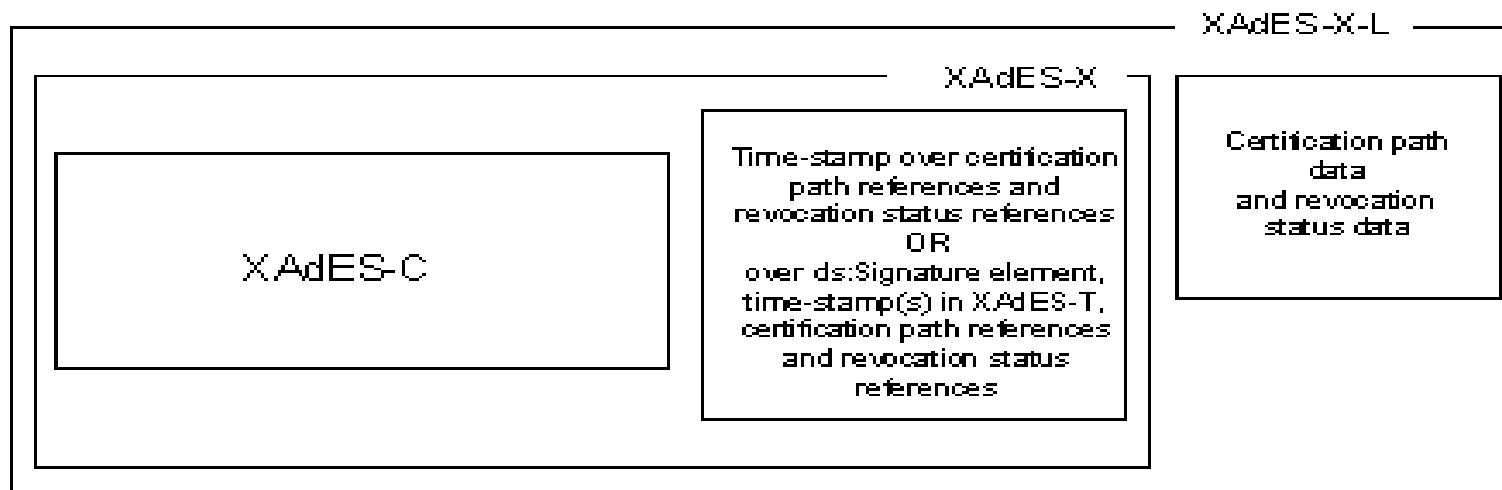 XAdES-X-L
XAdES-X
XAdES-C
Time-stamp over certification
path references and
revocation status references
OR
over ds:Signature element,
time-stamp(s) in XAdES-T,
certification path references
and revocation status
references
Certification path
data
and revocation
status data